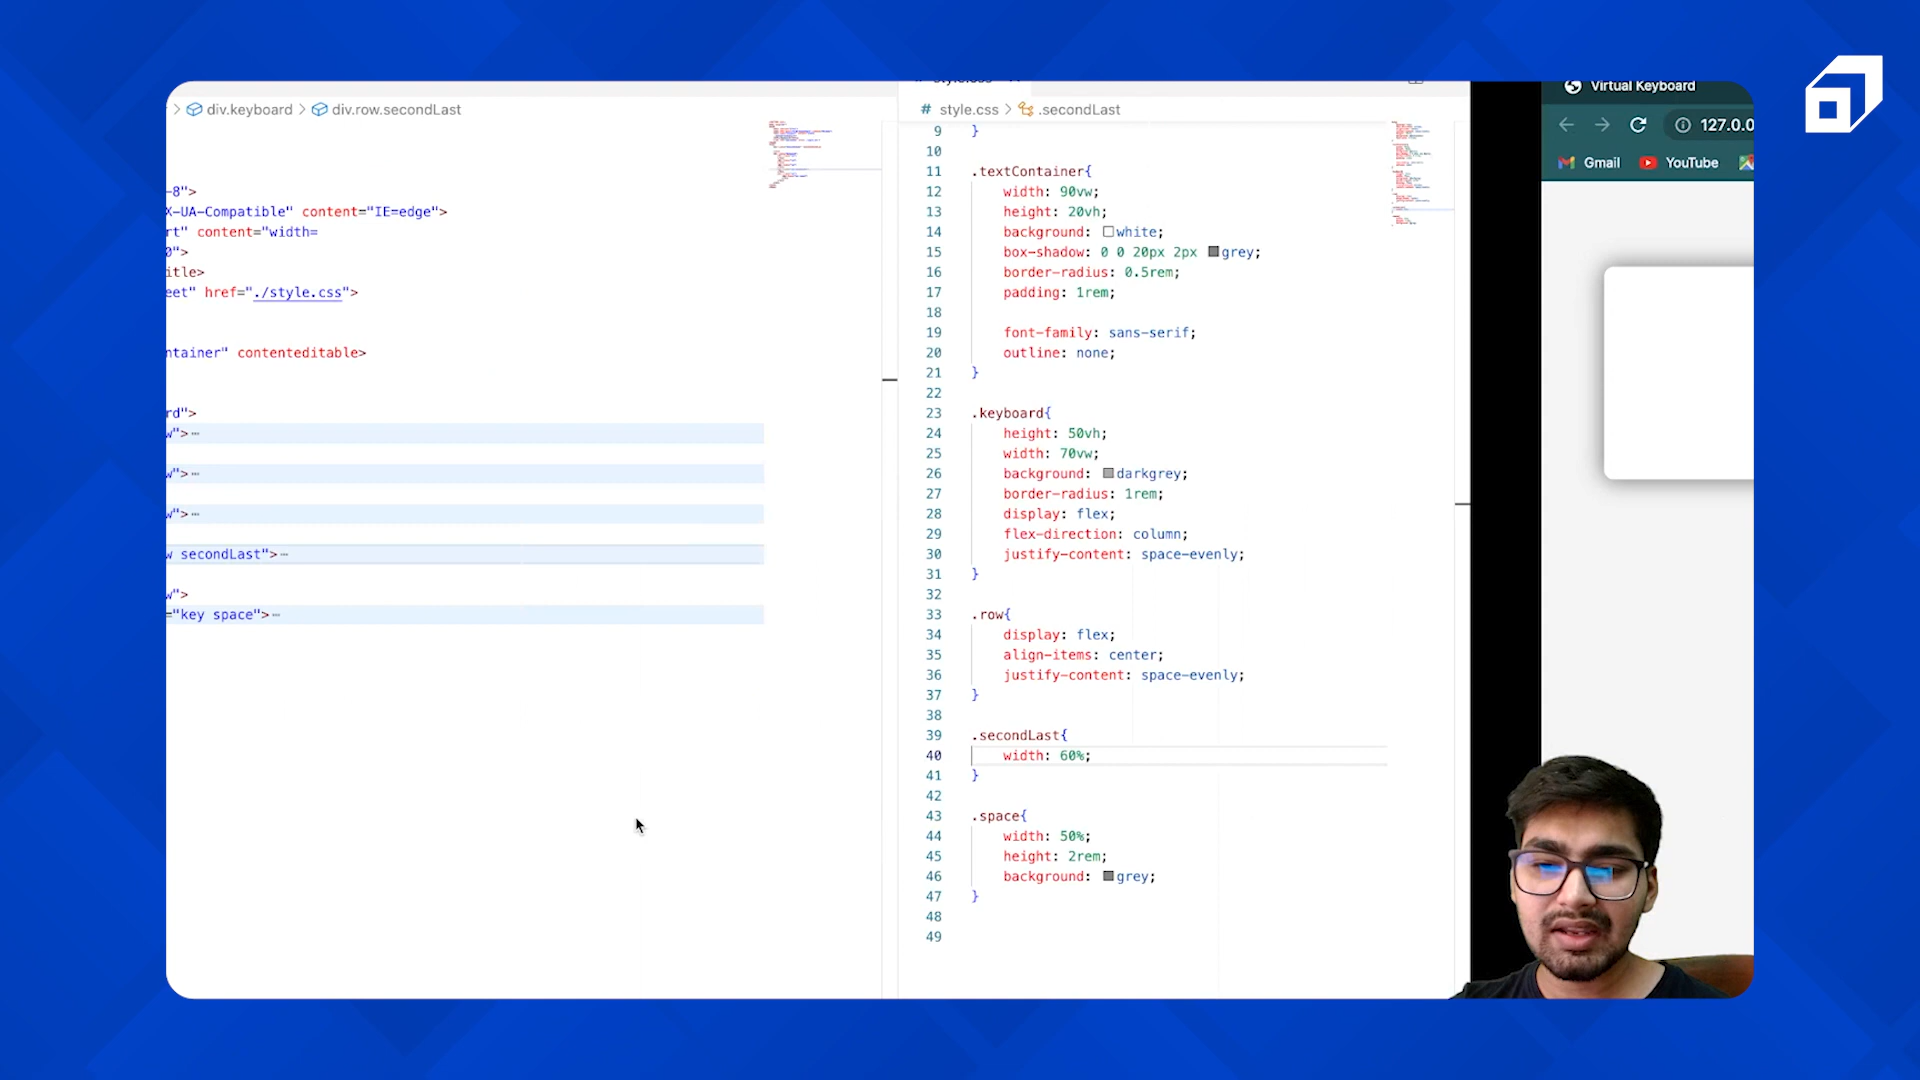 div.keyboard > div.row.secondLast
-8">
X-UA-Compatible" content="IE=edge">
rt" content="width=
0">
itle>
eet" href="./style.css">
ntainer" contenteditable>
rd">
w">
w">
w">
w secondLast">
w">
="key space">
style.css
# style.css > .secondLast
9 }
10
11 .textContainer{
12 width: 90vw;
13 height: 20vh;
14 background: white;
15 box-shadow: 0 0 20px 2px grey;
16 border-radius: 0.5rem;
17 padding: 1rem;
18
19 font-family: sans-serif;
20 outline: none;
21 }
22
23 .keyboard{
24 height: 50vh;
25 width: 70vw;
26 background: darkgrey;
27 border-radius: 1rem;
28 display: flex;
29 flex-direction: column;
30 justify-content: space-evenly;
31 }
32
33 .row{
34 display: flex;
35 align-items: center;
36 justify-content: space-evenly;
37 }
38
39 .secondLast{
40 width: 60%;
41 }
42
43 .space{
44 width: 50%;
45 height: 2rem;
46 background: grey;
47 }
48
49
Virtual Keyboard
127.0.0
Gmail YouTube